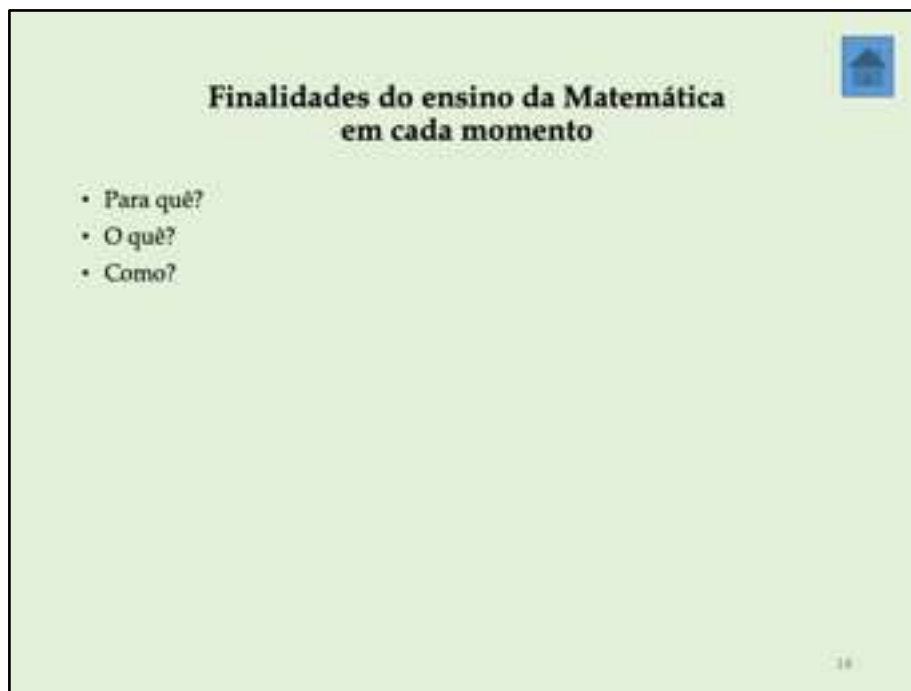 Finalidades do ensino da Matemática
em cada momento
• Para quê?
• O quê?
• Como?